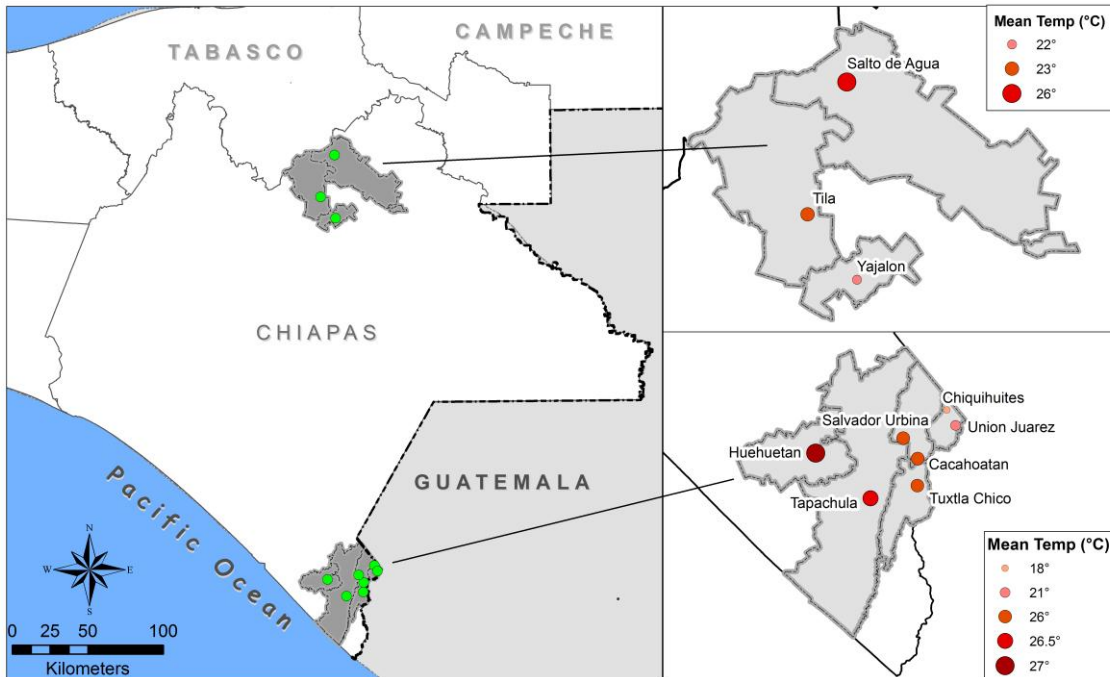 TABASCO
CAMPECHE
CHIAPAS
GUATEMALA
Pacific Ocean
N
W E
S
0 25 50 100
Kilometers
Mean Temp (°C)
22°
23°
26°
Salto de Agua
Tila
Yajalon
Chiquihuites
Salvador Urbina
Union Juarez
Huehuetan
Cacahoatan
Tapachula
Tuxtla Chico
Mean Temp (°C)
18°
21°
26°
26.5°
27°